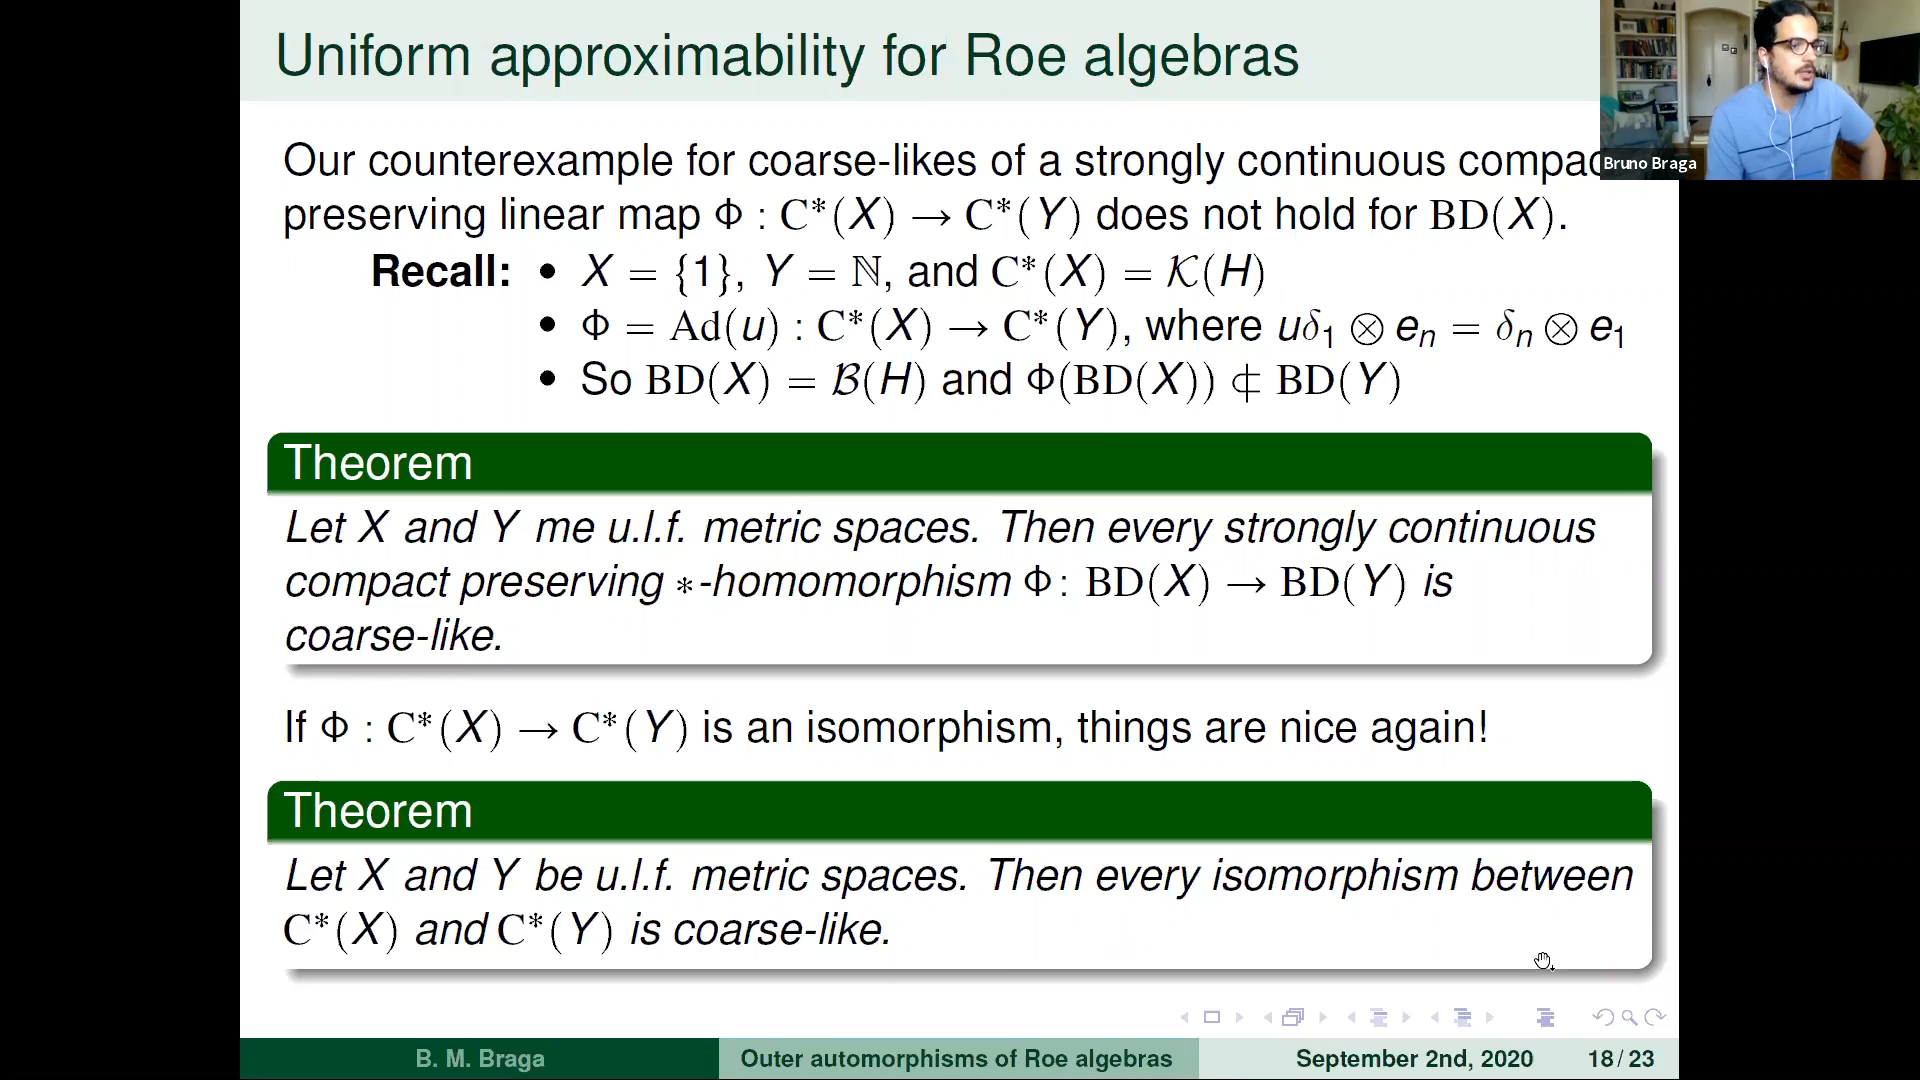 Uniform approximability for Roe algebras
Our counterexample for coarse-likes of a strongly continuous compac
preserving linear map Φ : C*(X) → C*(Y) does not hold for BD(X).
Recall: • X = {1}, Y = ℕ, and C*(X) = 𝒦(H)
• Φ = Ad(u) : C*(X) → C*(Y), where uδ₁ ⊗ eₙ = δₙ ⊗ e₁
• So BD(X) = ℬ(H) and Φ(BD(X)) ⊄ BD(Y)
Theorem
Let X and Y me u.l.f. metric spaces. Then every strongly continuous
compact preserving *-homomorphism Φ: BD(X) → BD(Y) is
coarse-like.
If Φ : C*(X) → C*(Y) is an isomorphism, things are nice again!
Theorem
Let X and Y be u.l.f. metric spaces. Then every isomorphism between
C*(X) and C*(Y) is coarse-like.
B. M. Braga Outer automorphisms of Roe algebras September 2nd, 2020 18/23
Bruno Braga